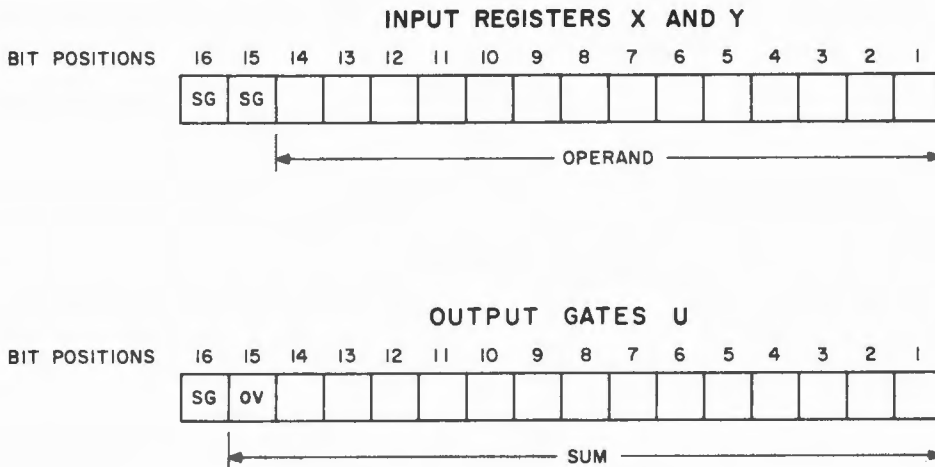 INPUT REGISTERS X AND Y
BIT POSITIONS 16 15 14 13 12 11 10 9 8 7 6 5 4 3 2 1
SG SG
OPERAND
OUTPUT GATES U
BIT POSITIONS 16 15 14 13 12 11 10 9 8 7 6 5 4 3 2 1
SG OV
SUM